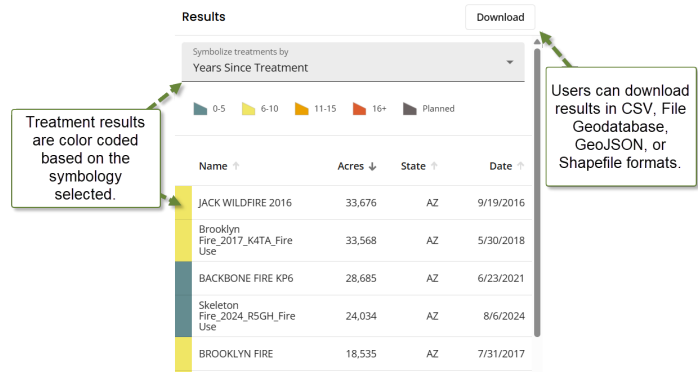 Results
Download
Symbolize treatments by
Years Since Treatment
0-5 6-10 11-15 16+ Planned
Name ↑ Acres ↓ State ↑ Date ↑
JACK WILDFIRE 2016 33,676 AZ 9/19/2016
Brooklyn
Fire_2017_K4TA_Fire 33,568 AZ 5/30/2018
Use
BACKBONE FIRE KP6 28,685 AZ 6/23/2021
Skeleton
Fire_2024_R5GH_Fire 24,034 AZ 8/6/2024
Use
BROOKLYN FIRE 18,535 AZ 7/31/2017
Treatment results
are color coded
based on the
symbology
selected.
Users can download
results in CSV, File
Geodatabase,
GeoJSON, or
Shapefile formats.